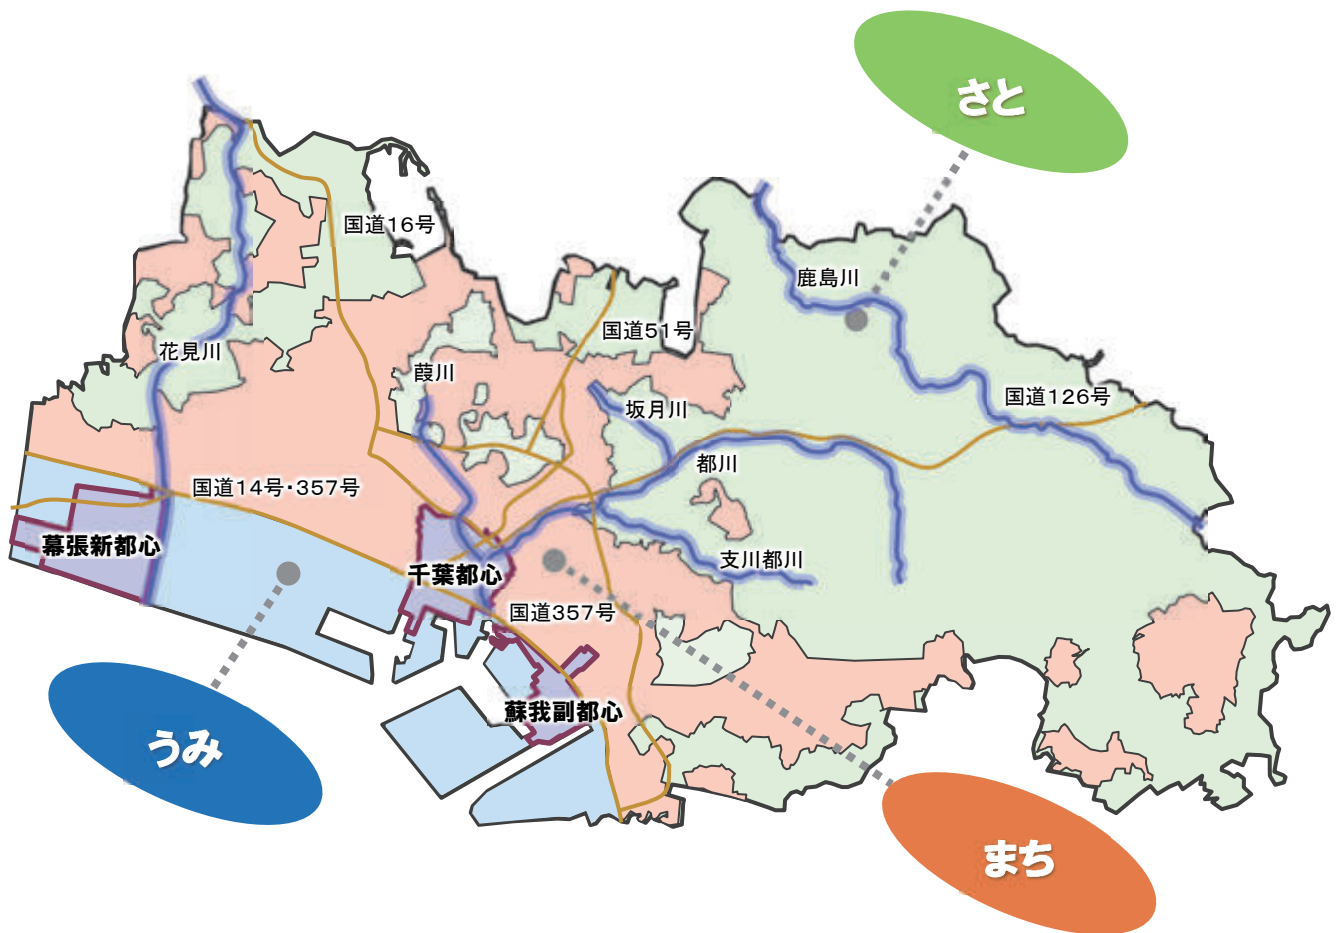 さと
国道16号
鹿島川
国道51号
花見川
葭川
国道126号
坂月川
都川
国道14号・357号
幕張新都心
支川都川
千葉都心
国道357号
蘇我副都心
うみ
まち